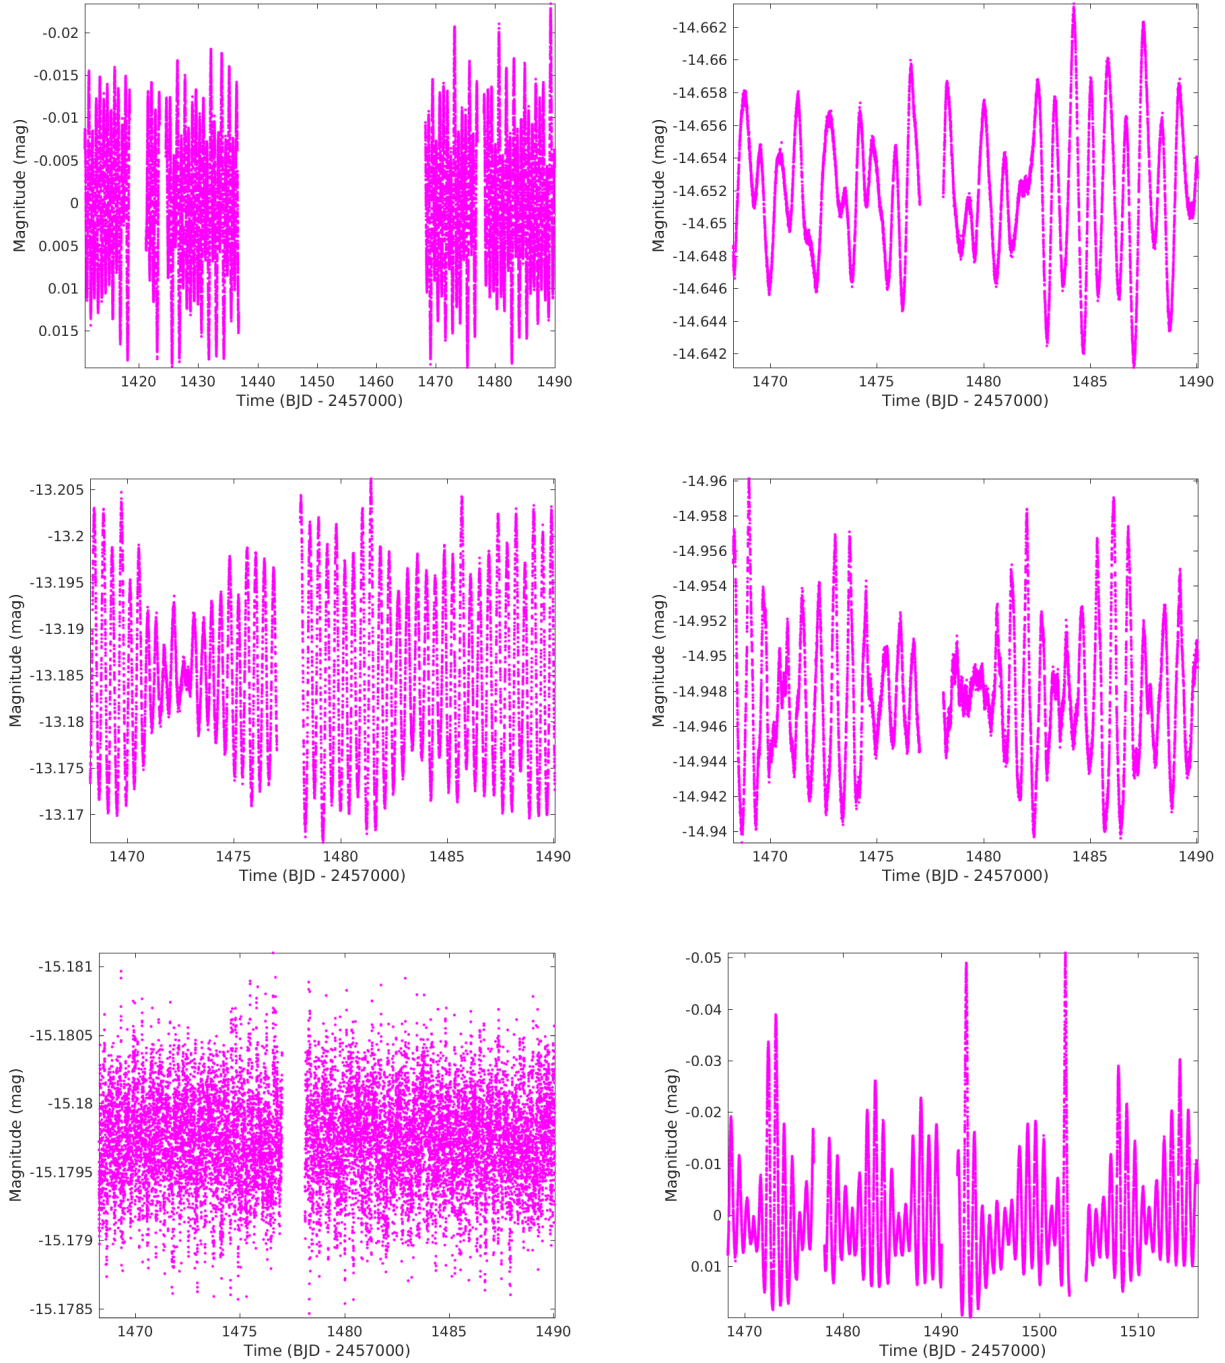 -0.02
-0.015
-0.01
-0.005
0
0.005
0.01
0.015
Magnitude (mag)
1420 1430 1440 1450 1460 1470 1480 1490
Time (BJD - 2457000)
-14.662
-14.66
-14.658
-14.656
-14.654
-14.652
-14.65
-14.648
-14.646
-14.644
-14.642
Magnitude (mag)
1470 1475 1480 1485 1490
Time (BJD - 2457000)
-13.205
-13.2
-13.195
-13.19
-13.185
-13.18
-13.175
-13.17
Magnitude (mag)
1470 1475 1480 1485 1490
Time (BJD - 2457000)
-14.96
-14.958
-14.956
-14.954
-14.952
-14.95
-14.948
-14.946
-14.944
-14.942
-14.94
Magnitude (mag)
1470 1475 1480 1485 1490
Time (BJD - 2457000)
-15.181
-15.1805
-15.18
-15.1795
-15.179
-15.1785
Magnitude (mag)
1470 1475 1480 1485 1490
Time (BJD - 2457000)
-0.05
-0.04
-0.03
-0.02
-0.01
0
0.01
Magnitude (mag)
1470 1480 1490 1500 1510
Time (BJD - 2457000)